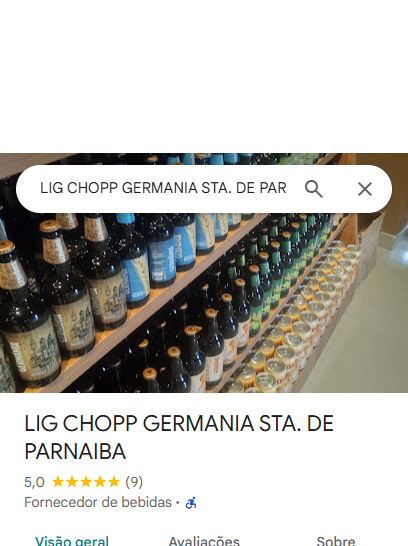 LIG CHOPP GERMANIA STA. DE PAR
LIG CHOPP GERMANIA STA. DE
PARNAIBA
5,0 ★★★★★ (9)
Fornecedor de bebidas ·
Visão geral Avaliações Sobre